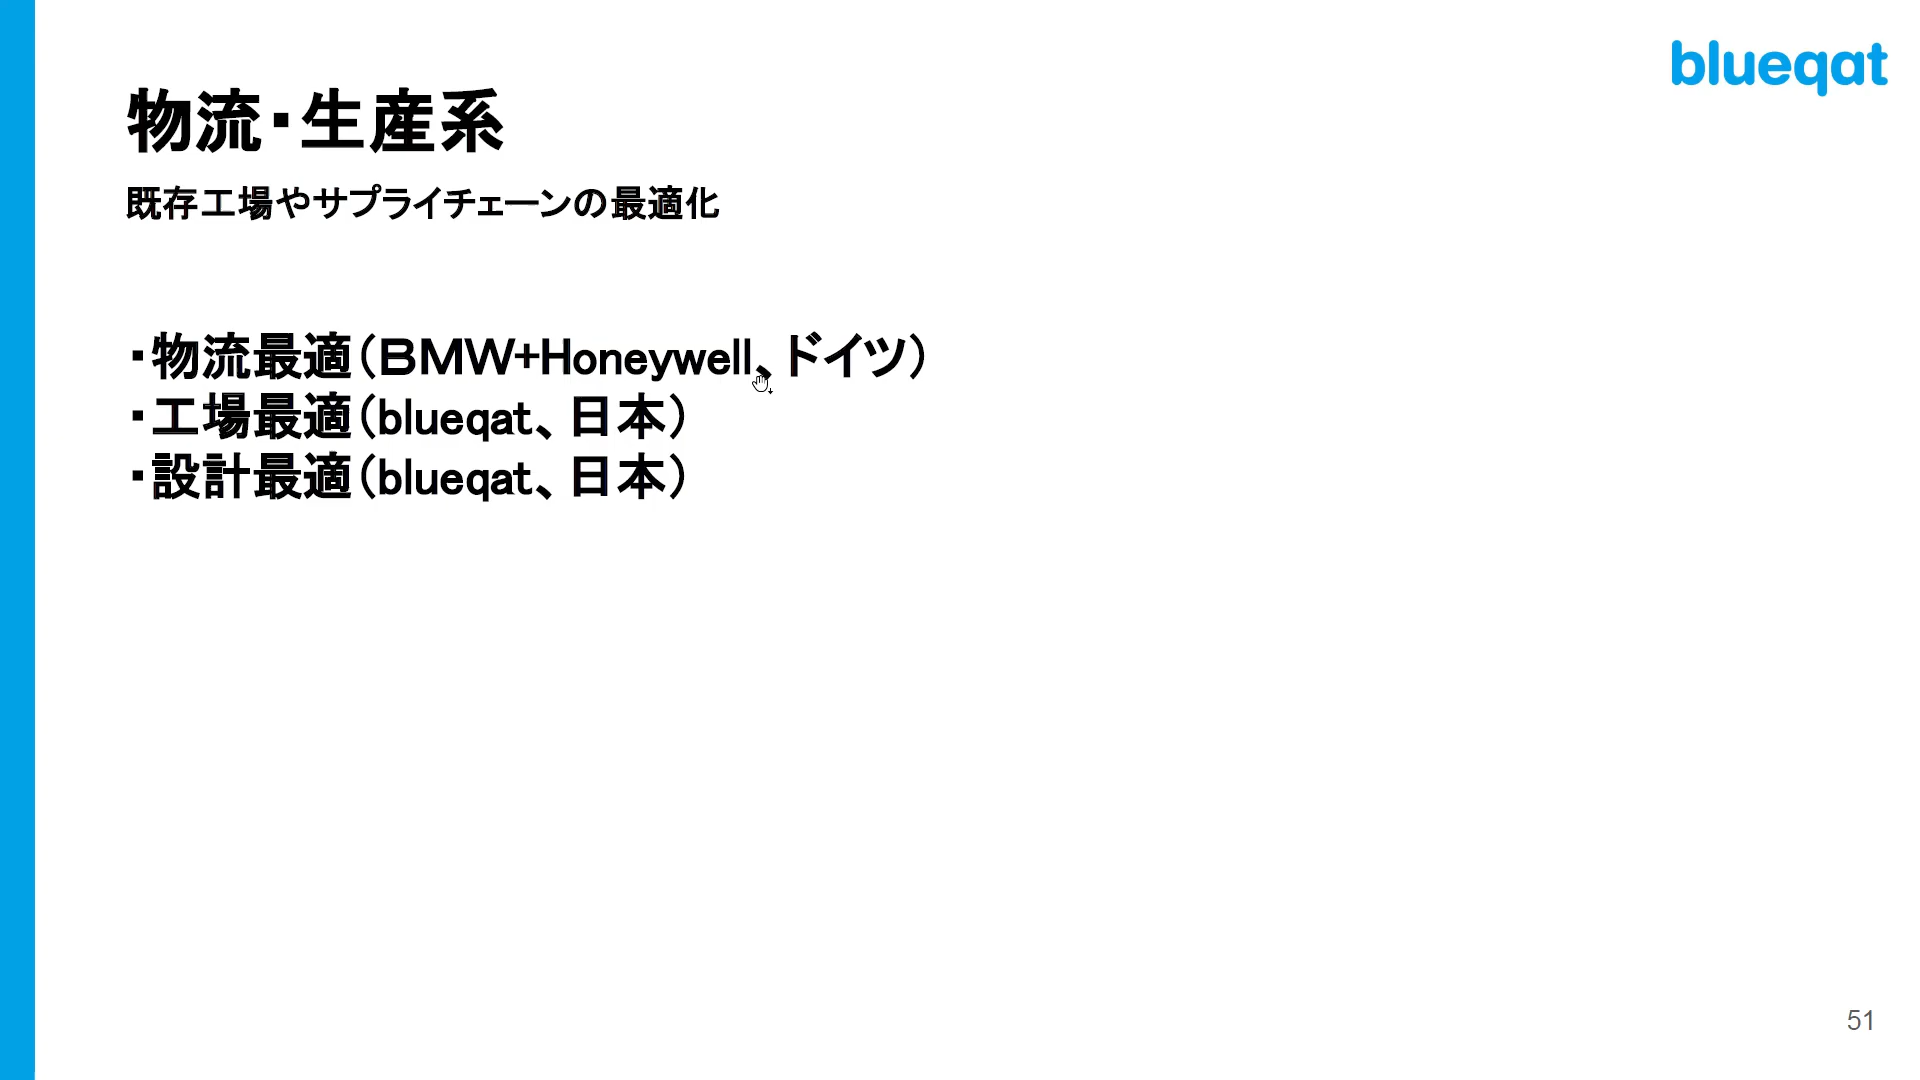 blueqat
物流・生産系
既存工場やサプライチェーンの最適化
・物流最適（ＢＭＷ+Honeywell、ドイツ）
・工場最適（blueqat、日本）
・設計最適（blueqat、日本）
51